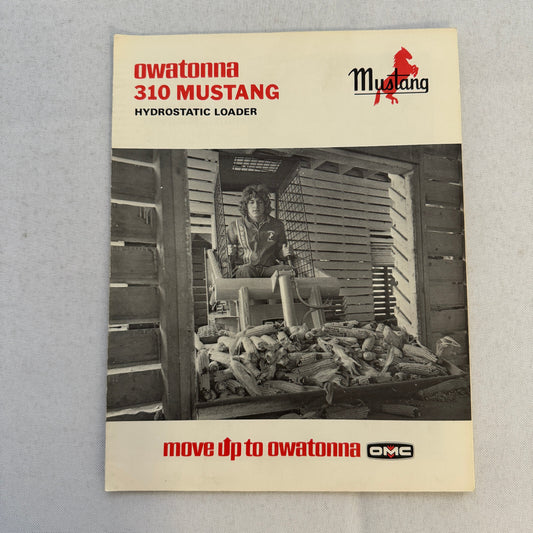 owatonna
310 MUSTANG
HYDROSTATIC LOADER
Mustang
move up to owatonna OMC